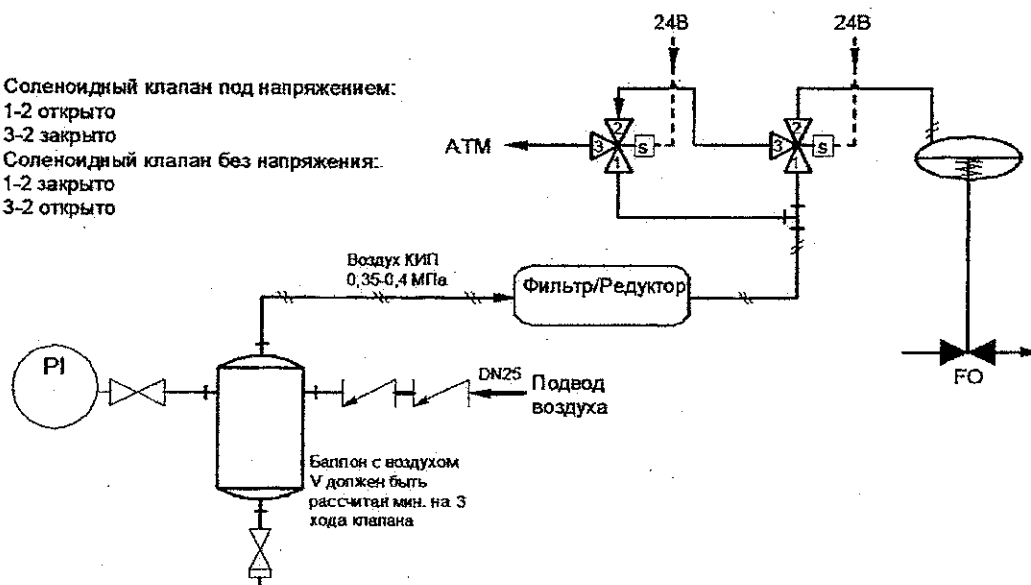 24В
24В
Соленоидный клапан под напряжением:
1-2 открыто
3-2 закрыто
Соленоидный клапан без напряжения:
1-2 закрыто
3-2 открыто
АТМ
2
3
S
1
2
3
S
1
Воздух КИП
0,35-0,4 МПа
Фильтр/Редуктор
PI
DN25
Подвод
воздуха
FO
Баллон с воздухом
V должен быть
рассчитан мин. на 3
хода клапана